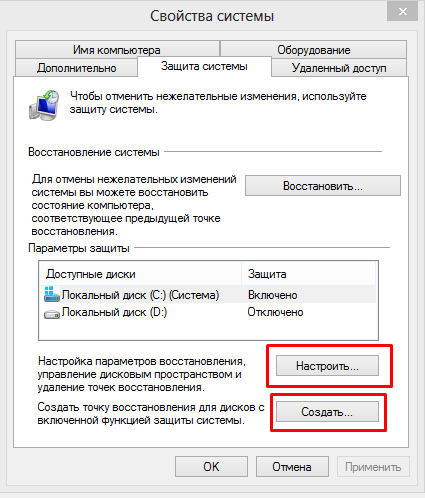 Свойства системы
Имя компьютера
Оборудование
Дополнительно
Защита системы
Удаленный доступ
Чтобы отменить нежелательные изменения, используйте
защиту системы.
Восстановление системы
Для отмены нежелательных изменений
системы вы можете восстановить
состояние компьютера,
соответствующее предыдущей точке
восстановления.
Восстановить...
Параметры защиты
Доступные диски Защита
Локальный диск (C:) (Система) Включено
Локальный диск (D:) Отключено
Настройка параметров восстановления,
управление дисковым пространством и
удаление точек восстановления.
Настроить...
Создать точку восстановления для дисков с
включенной функцией защиты системы.
Создать...
OK
Отмена
Применить